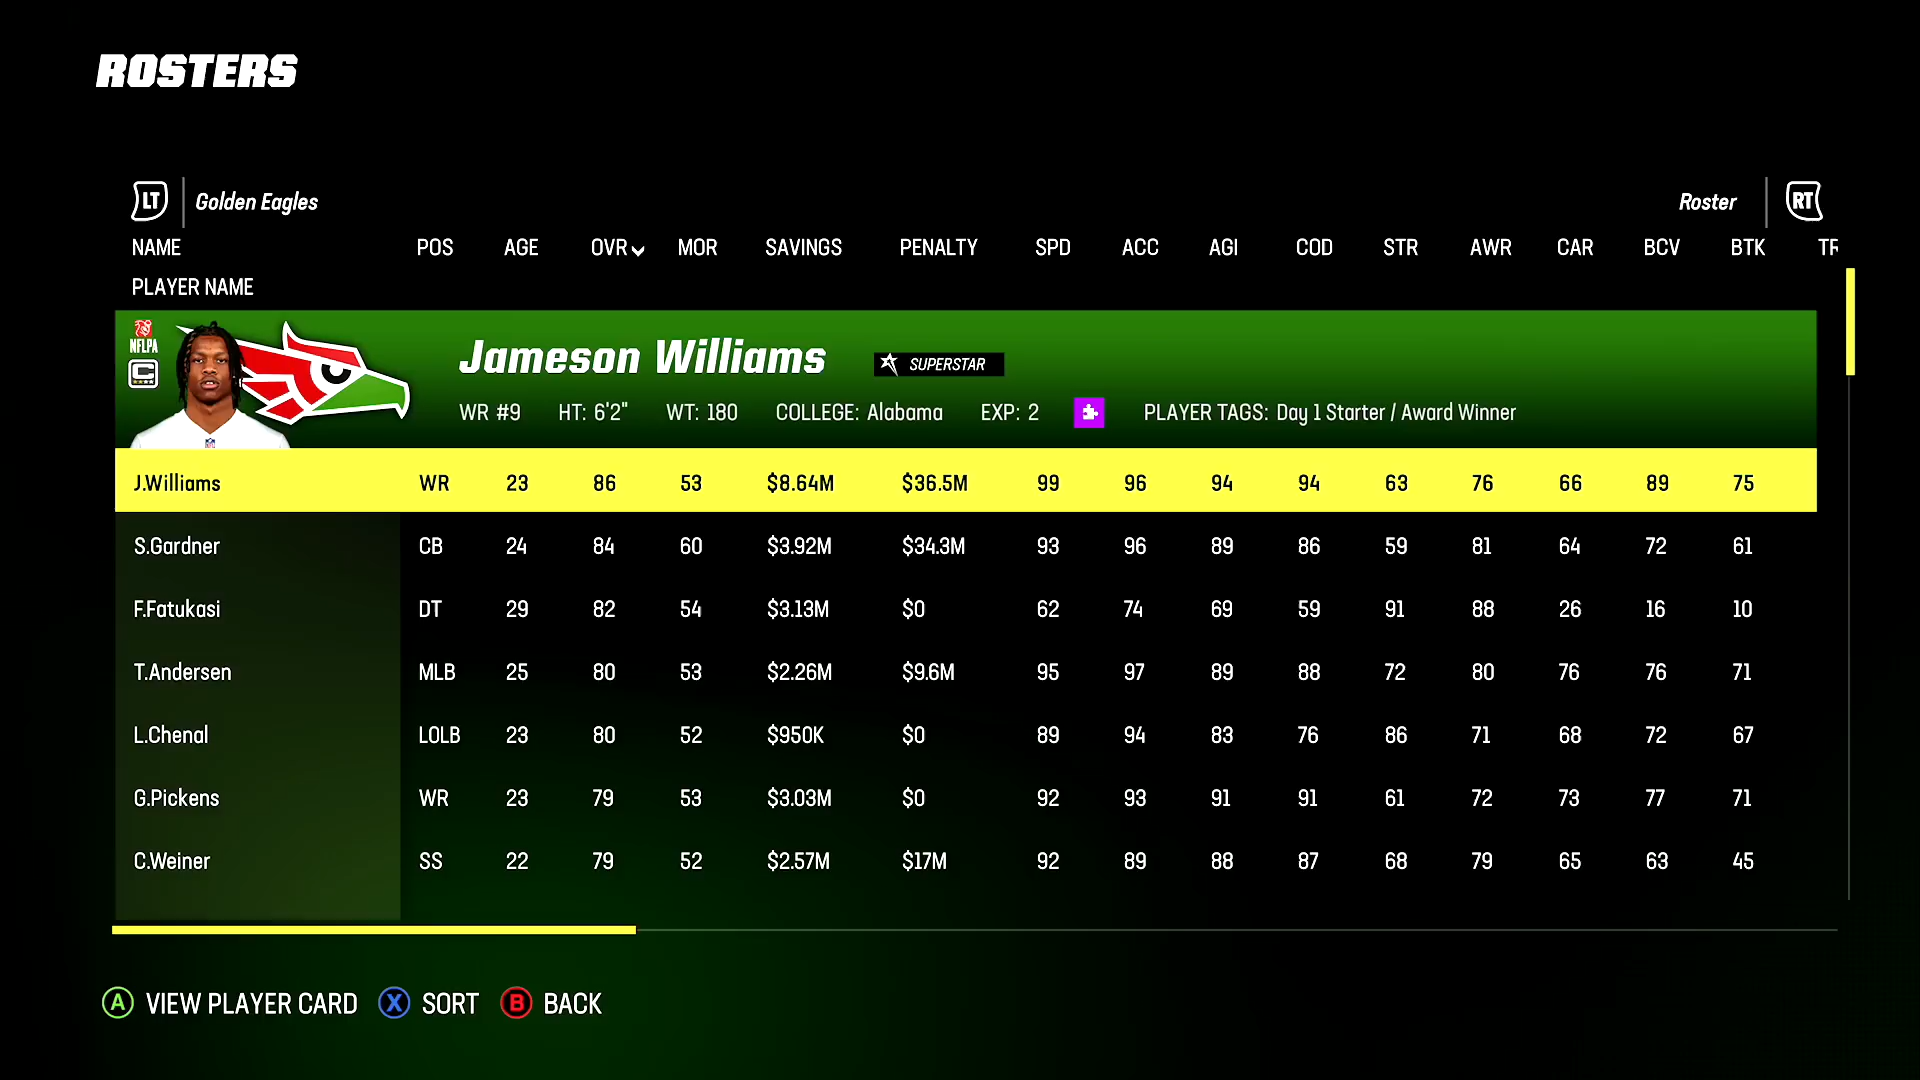 ROSTERS
LT Golden Eagles Roster RT
NAME POS AGE OVR MOR SAVINGS PENALTY SPD ACC AGI COD STR AWR CAR BCV BTK TR
PLAYER NAME
NFLPA
C
Jameson Williams SUPERSTAR
WR #9 HT: 6'2" WT: 180 COLLEGE: Alabama EXP: 2 PLAYER TAGS: Day 1 Starter / Award Winner
J.Williams WR 23 86 53 $8.64M $36.5M 99 96 94 94 63 76 66 89 75
S.Gardner CB 24 84 60 $3.92M $34.3M 93 96 89 86 59 81 64 72 61
F.Fatukasi DT 29 82 54 $3.13M $0 62 74 69 59 91 88 26 16 10
T.Andersen MLB 25 80 53 $2.26M $9.6M 95 97 89 88 72 80 76 76 71
L.Chenal LOLB 23 80 52 $950K $0 89 94 83 76 86 71 68 72 67
G.Pickens WR 23 79 53 $3.03M $0 92 93 91 91 61 72 73 77 71
C.Weiner SS 22 79 52 $2.57M $17M 92 89 88 87 68 79 65 63 45
A VIEW PLAYER CARD X SORT B BACK